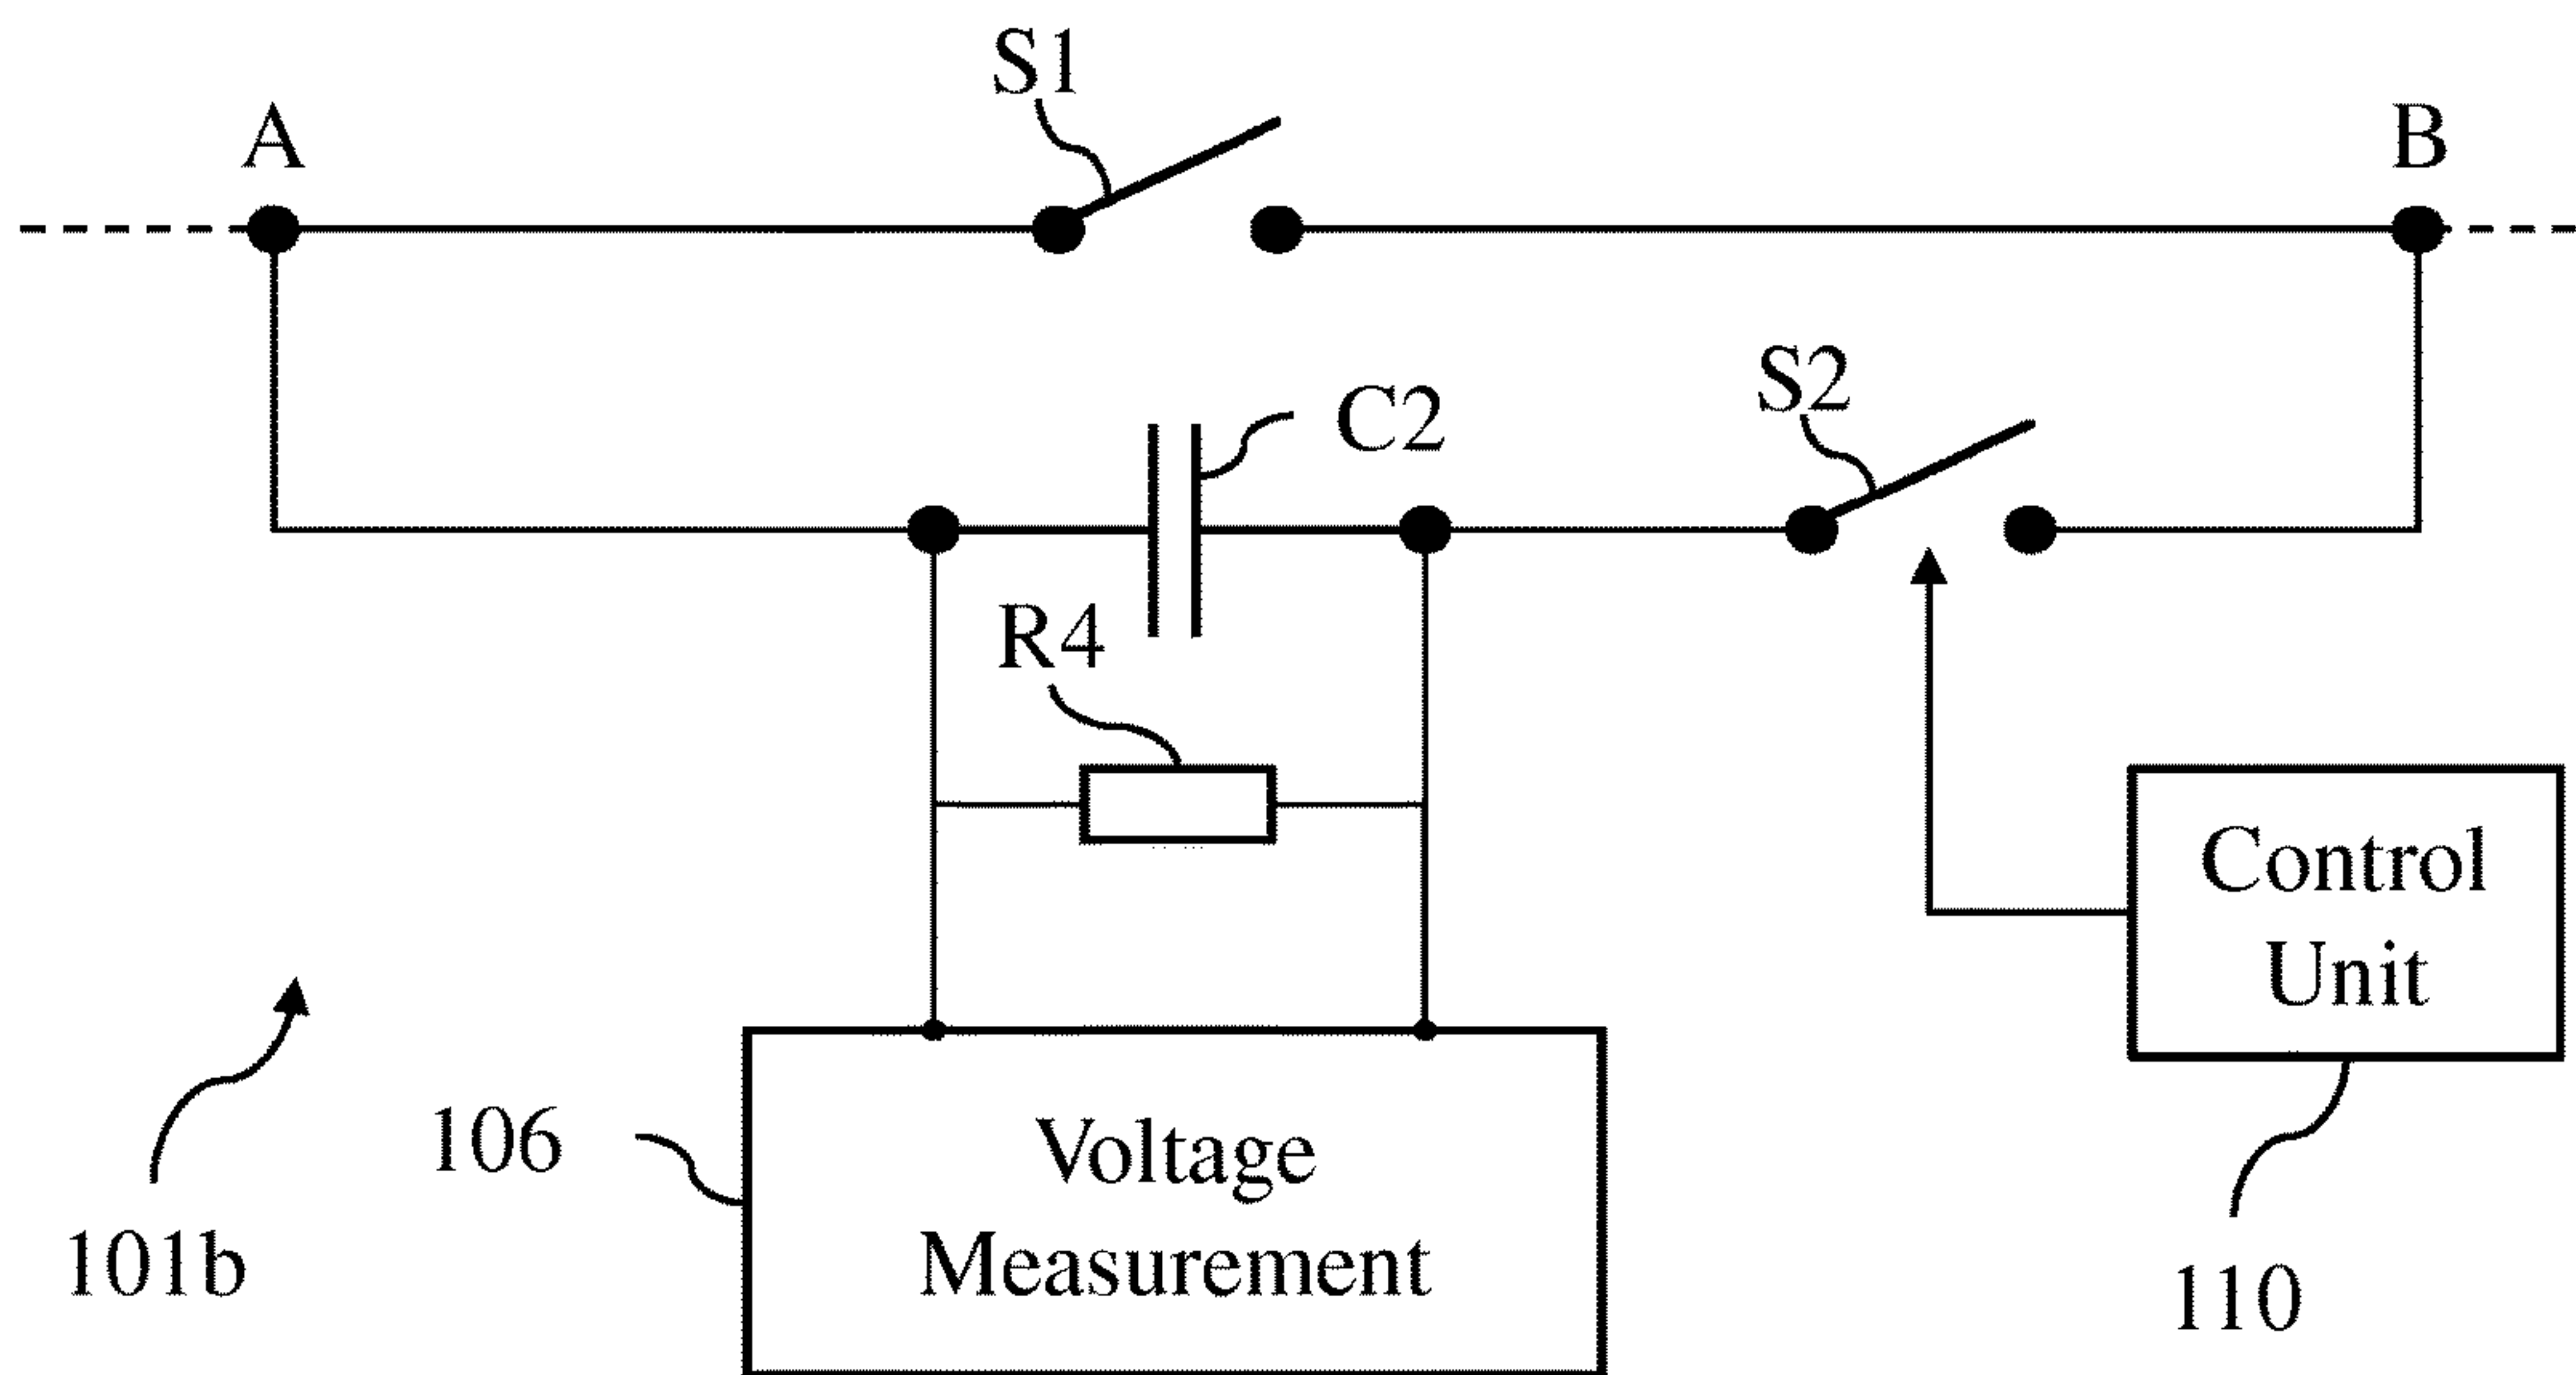 S1
A
B
S2
C2
R4
Control
Unit
106
Voltage
Measurement
101b
110